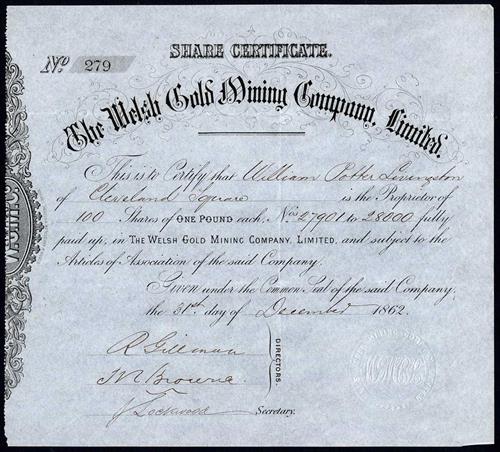 SHARE CERTIFICATE.
No. 279
The Welsh Gold Mining Company, Limited.
This is to Certify that William Potter Livingston
of Cleveland Square is the Proprietor of
100 Shares of ONE POUND each, Nos 27901 to 28000 fully
paid up, in THE WELSH GOLD MINING COMPANY, LIMITED, and subject to the
Articles of Association of the said Company.
Given under the Common Seal of the said Company,
the 31st day of December 1862.
R Gillman
J Browne
DIRECTORS.
J Lockwood Secretary.